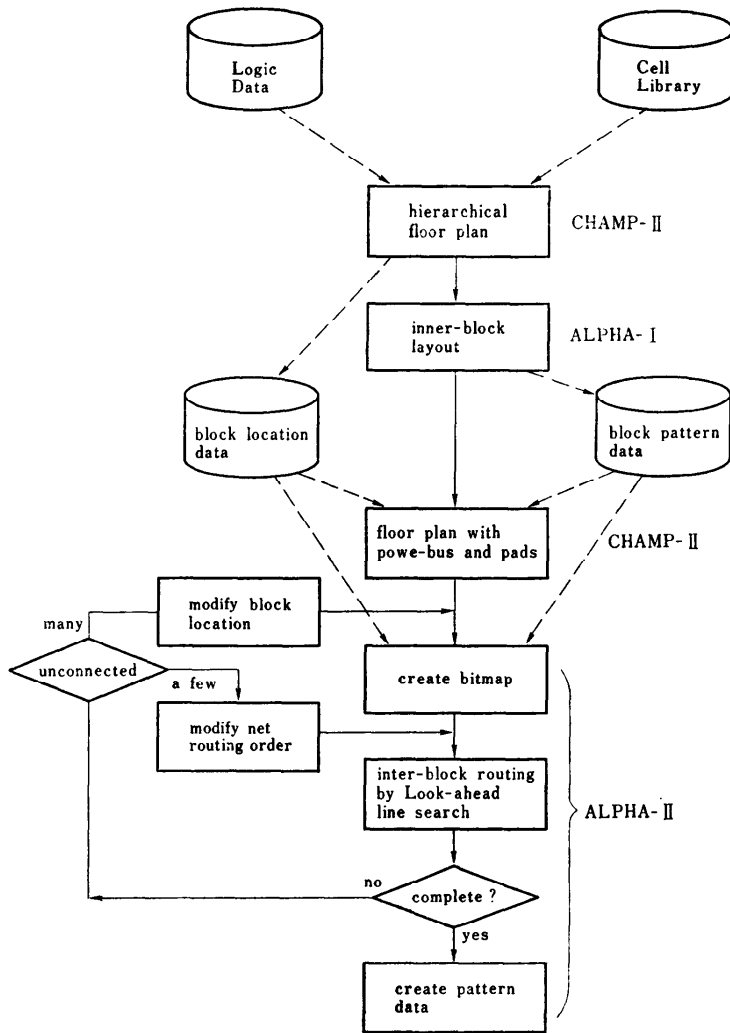 Logic
Data
Cell
Library
hierarchical
floor plan
CHAMP-II
inner-block
layout
ALPHA-I
block location
data
block pattern
data
floor plan with
powe-bus and pads
CHAMP-II
modify block
location
many
unconnected
a few
create bitmap
modify net
routing order
inter-block routing
by Look-ahead
line search
ALPHA-II
no
complete ?
yes
create pattern
data